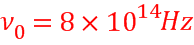 ν₀ = 8 × 10¹⁴Hz